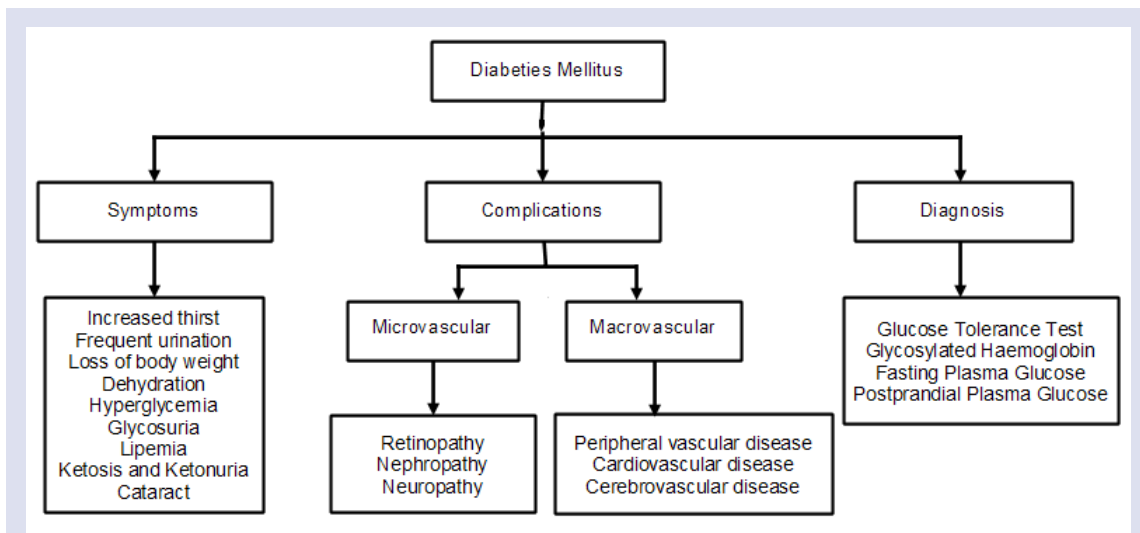 Diabeties Mellitus
Symptoms
Complications
Diagnosis
Increased thirst
Frequent urination
Loss of body weight
Dehydration
Hyperglycemia
Glycosuria
Lipemia
Ketosis and Ketonuria
Cataract
Microvascular
Macrovascular
Retinopathy
Nephropathy
Neuropathy
Peripheral vascular disease
Cardiovascular disease
Cerebrovascular disease
Glucose Tolerance Test
Glycosylated Haemoglobin
Fasting Plasma Glucose
Postprandial Plasma Glucose